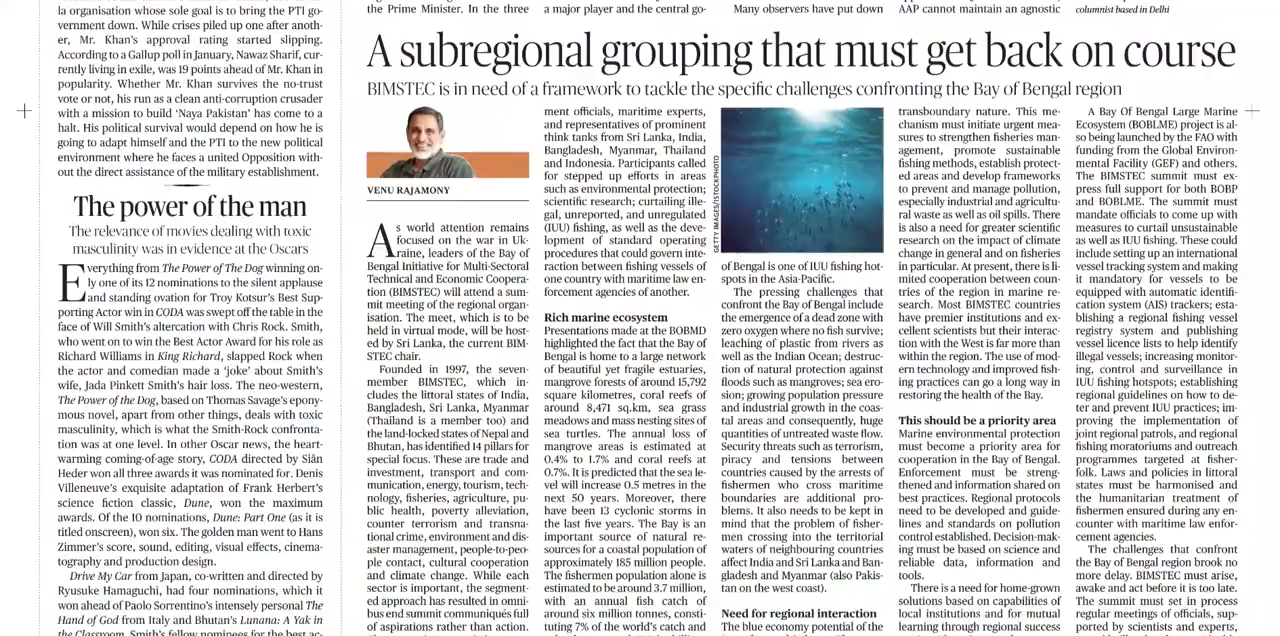 la organisation whose sole goal is to bring the PTI go-
vernment down. While crises piled up one after anoth-
er, Mr. Khan's approval rating started slipping.
According to a Gallup poll in January, Nawaz Sharif, cur-
rently living in exile, was 19 points ahead of Mr. Khan in
popularity. Whether Mr. Khan survives the no-trust
vote or not, his run as a clean anti-corruption crusader
with a mission to build 'Naya Pakistan' has come to a
halt. His political survival would depend on how he is
going to adapt himself and the PTI to the new political
environment where he faces a united Opposition with-
out the direct assistance of the military establishment.
The power of the man
The relevance of movies dealing with toxic
masculinity was in evidence at the Oscars
Everything from The Power of The Dog winning on-
ly one of its 12 nominations to the silent applause
and standing ovation for Troy Kotsur's Best Sup-
porting Actor win in CODA was swept off the table in the
face of Will Smith's altercation with Chris Rock. Smith,
who went on to win the Best Actor Award for his role as
Richard Williams in King Richard, slapped Rock when
the actor and comedian made a 'joke' about Smith's
wife, Jada Pinkett Smith's hair loss. The neo-western,
The Power of the Dog, based on Thomas Savage's epony-
mous novel, apart from other things, deals with toxic
masculinity, which is what the Smith-Rock confronta-
tion was at one level. In other Oscar news, the heart-
warming coming-of-age story, CODA directed by Siân
Heder won all three awards it was nominated for. Denis
Villeneuve's exquisite adaptation of Frank Herbert's
science fiction classic, Dune, won the maximum
awards. Of the 10 nominations, Dune: Part One (as it is
titled onscreen), won six. The golden man went to Hans
Zimmer's score, sound, editing, visual effects, cinema-
tography and production design.
Drive My Car from Japan, co-written and directed by
Ryusuke Hamaguchi, had four nominations, which it
won ahead of Paolo Sorrentino's intensely personal The
Hand of God from Italy and Bhutan's Lunana: A Yak in
the Classroom. Smith's fellow nominees for the best ac-
the Prime Minister. In the three
a major player and the central go-
Many observers have put down
AAP cannot maintain an agnostic
columnist based in Delhi
A subregional grouping that must get back on course
BIMSTEC is in need of a framework to tackle the specific challenges confronting the Bay of Bengal region
VENU RAJAMONY
As world attention remains
focused on the war in Uk-
raine, leaders of the Bay of
Bengal Initiative for Multi-Sectoral
Technical and Economic Coopera-
tion (BIMSTEC) will attend a sum-
mit meeting of the regional organ-
isation. The meet, which is to be
held in virtual mode, will be host-
ed by Sri Lanka, the current BIM-
STEC chair.
Founded in 1997, the seven-
member BIMSTEC, which in-
cludes the littoral states of India,
Bangladesh, Sri Lanka, Myanmar
(Thailand is a member too) and
the land-locked states of Nepal and
Bhutan, has identified 14 pillars for
special focus. These are trade and
investment, transport and com-
munication, energy, tourism, tech-
nology, fisheries, agriculture, pu-
blic health, poverty alleviation,
counter terrorism and transna-
tional crime, environment and dis-
aster management, people-to-peo-
ple contact, cultural cooperation
and climate change. While each
sector is important, the segment-
ed approach has resulted in omni-
bus end summit communiqués full
of aspirations rather than action.
ment officials, maritime experts,
and representatives of prominent
think tanks from Sri Lanka, India,
Bangladesh, Myanmar, Thailand
and Indonesia. Participants called
for stepped up efforts in areas
such as environmental protection;
scientific research; curtailing ille-
gal, unreported, and unregulated
(IUU) fishing, as well as the deve-
lopment of standard operating
procedures that could govern inte-
raction between fishing vessels of
one country with maritime law en-
forcement agencies of another.
Rich marine ecosystem
Presentations made at the BOBMD
highlighted the fact that the Bay of
Bengal is home to a large network
of beautiful yet fragile estuaries,
mangrove forests of around 15,792
square kilometres, coral reefs of
around 8,471 sq.km, sea grass
meadows and mass nesting sites of
sea turtles. The annual loss of
mangrove areas is estimated at
0.4% to 1.7% and coral reefs at
0.7%. It is predicted that the sea le-
vel will increase 0.5 metres in the
next 50 years. Moreover, there
have been 13 cyclonic storms in
the last five years. The Bay is an
important source of natural re-
sources for a coastal population of
approximately 185 million people.
The fishermen population alone is
estimated to be around 3.7 million,
with an annual fish catch of
around six million tonnes, consti-
tuting 7% of the world's catch and
GETTY IMAGES/ISTOCKPHOTO
of Bengal is one of IUU fishing hot-
spots in the Asia-Pacific.
The pressing challenges that
confront the Bay of Bengal include
the emergence of a dead zone with
zero oxygen where no fish survive;
leaching of plastic from rivers as
well as the Indian Ocean; destruc-
tion of natural protection against
floods such as mangroves; sea ero-
sion; growing population pressure
and industrial growth in the coas-
tal areas and consequently, huge
quantities of untreated waste flow.
Security threats such as terrorism,
piracy and tensions between
countries caused by the arrests of
fishermen who cross maritime
boundaries are additional pro-
blems. It also needs to be kept in
mind that the problem of fisher-
men crossing into the territorial
waters of neighbouring countries
affect India and Sri Lanka and Ban-
gladesh and Myanmar (also Pakis-
tan on the west coast).
Need for regional interaction
The blue economy potential of the
transboundary nature. This me-
chanism must initiate urgent mea-
sures to strengthen fisheries man-
agement, promote sustainable
fishing methods, establish protect-
ed areas and develop frameworks
to prevent and manage pollution,
especially industrial and agricultu-
ral waste as well as oil spills. There
is also a need for greater scientific
research on the impact of climate
change in general and on fisheries
in particular. At present, there is li-
mited cooperation between coun-
tries of the region in marine re-
search. Most BIMSTEC countries
have premier institutions and ex-
cellent scientists but their interac-
tion with the West is far more than
within the region. The use of mod-
ern technology and improved fish-
ing practices can go a long way in
restoring the health of the Bay.
This should be a priority area
Marine environmental protection
must become a priority area for
cooperation in the Bay of Bengal.
Enforcement must be streng-
thened and information shared on
best practices. Regional protocols
need to be developed and guide-
lines and standards on pollution
control established. Decision-mak-
ing must be based on science and
reliable data, information and
tools.
There is a need for home-grown
solutions based on capabilities of
local institutions and for mutual
learning through regional success
A Bay Of Bengal Large Marine
Ecosystem (BOBLME) project is al-
so being launched by the FAO with
funding from the Global Environ-
mental Facility (GEF) and others.
The BIMSTEC summit must ex-
press full support for both BOBP
and BOBLME. The summit must
mandate officials to come up with
measures to curtail unsustainable
as well as IUU fishing. These could
include setting up an international
vessel tracking system and making
it mandatory for vessels to be
equipped with automatic identifi-
cation system (AIS) trackers; esta-
blishing a regional fishing vessel
registry system and publishing
vessel licence lists to help identify
illegal vessels; increasing monitor-
ing, control and surveillance in
IUU fishing hotspots; establishing
regional guidelines on how to de-
ter and prevent IUU practices; im-
proving the implementation of
joint regional patrols, and regional
fishing moratoriums and outreach
programmes targeted at fisher-
folk. Laws and policies in littoral
states must be harmonised and
the humanitarian treatment of
fishermen ensured during any en-
counter with maritime law enfor-
cement agencies.
The challenges that confront
the Bay of Bengal region brook no
more delay. BIMSTEC must arise,
awake and act before it is too late.
The summit must set in process
regular meetings of officials, sup-
ported by scientists and experts,